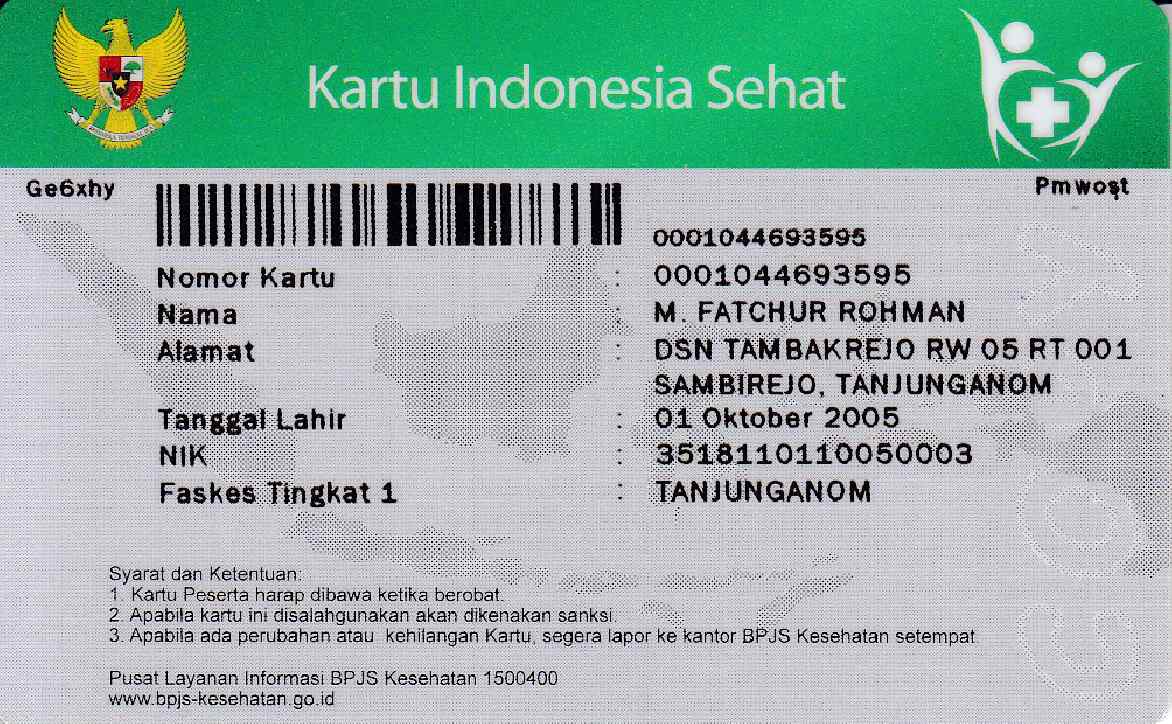 Kartu Indonesia Sehat
Ge6xhy
Pmwost
0001044693595
Nomor Kartu : 0001044693595
Nama : M. FATCHUR ROHMAN
Alamat : DSN TAMBAKREJO RW 05 RT 001
SAMBIREJO, TANJUNGANOM
Tanggal Lahir : 01 Oktober 2005
NIK : 3518110110050003
Faskes Tingkat 1 : TANJUNGANOM
Syarat dan Ketentuan:
1. Kartu Peserta harap dibawa ketika berobat.
2. Apabila kartu ini disalahgunakan akan dikenakan sanksi.
3. Apabila ada perubahan atau kehilangan Kartu, segera lapor ke kantor BPJS Kesehatan setempat
Pusat Layanan Informasi BPJS Kesehatan 1500400
www.bpjs-kesehatan.go.id